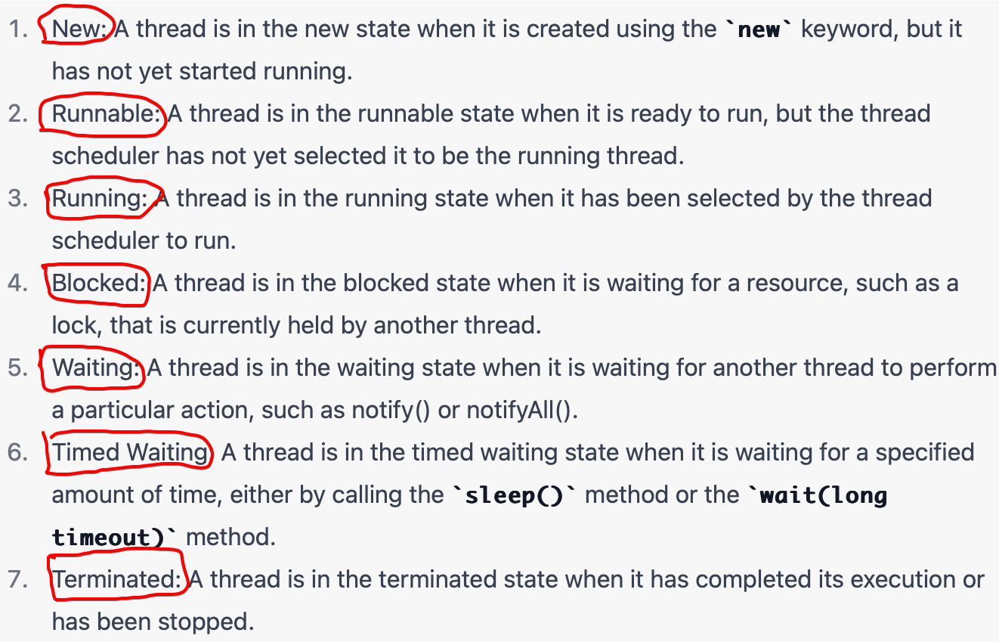 1. New: A thread is in the new state when it is created using the `new` keyword, but it
has not yet started running.
2. Runnable: A thread is in the runnable state when it is ready to run, but the thread
scheduler has not yet selected it to be the running thread.
3. Running: A thread is in the running state when it has been selected by the thread
scheduler to run.
4. Blocked: A thread is in the blocked state when it is waiting for a resource, such as a
lock, that is currently held by another thread.
5. Waiting: A thread is in the waiting state when it is waiting for another thread to perform
a particular action, such as notify() or notifyAll().
6. Timed Waiting: A thread is in the timed waiting state when it is waiting for a specified
amount of time, either by calling the `sleep()` method or the `wait(long
timeout)` method.
7. Terminated: A thread is in the terminated state when it has completed its execution or
has been stopped.